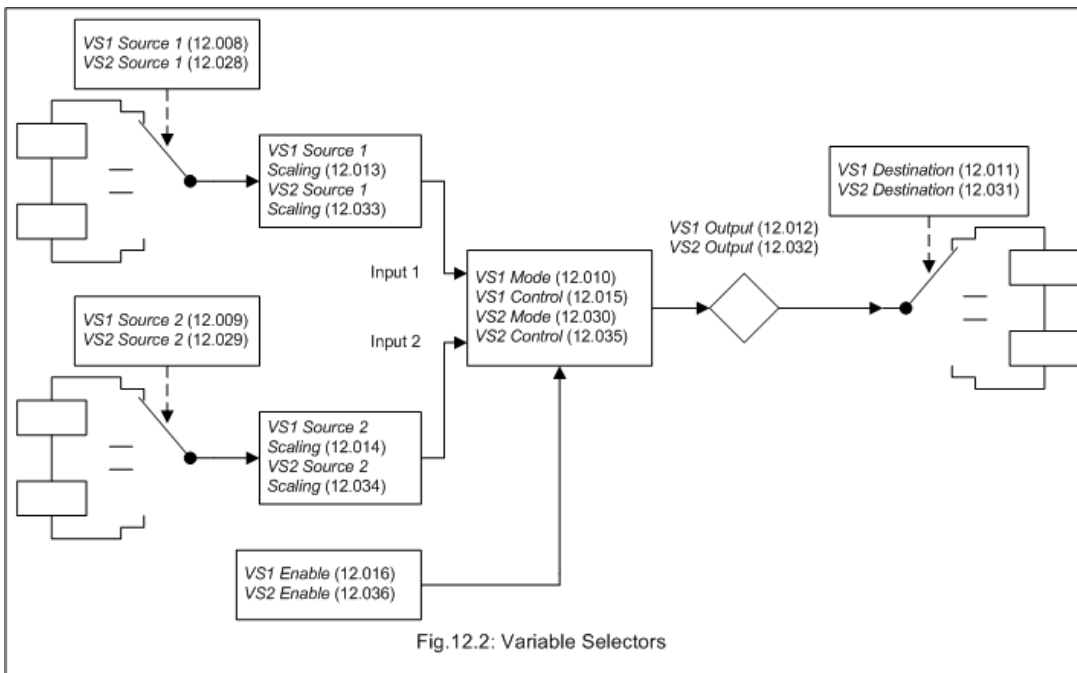 VS1 Source 1 (12.008)
VS2 Source 1 (12.028)
VS1 Source 1
Scaling (12.013)
VS2 Source 1
Scaling (12.033)
VS1 Destination (12.011)
VS2 Destination (12.031)
VS1 Output (12.012)
VS2 Output (12.032)
Input 1
VS1 Mode (12.010)
VS1 Control (12.015)
VS2 Mode (12.030)
VS2 Control (12.035)
VS1 Source 2 (12.009)
VS2 Source 2 (12.029)
Input 2
VS1 Source 2
Scaling (12.014)
VS2 Source 2
Scaling (12.034)
VS1 Enable (12.016)
VS2 Enable (12.036)
Fig.12.2: Variable Selectors